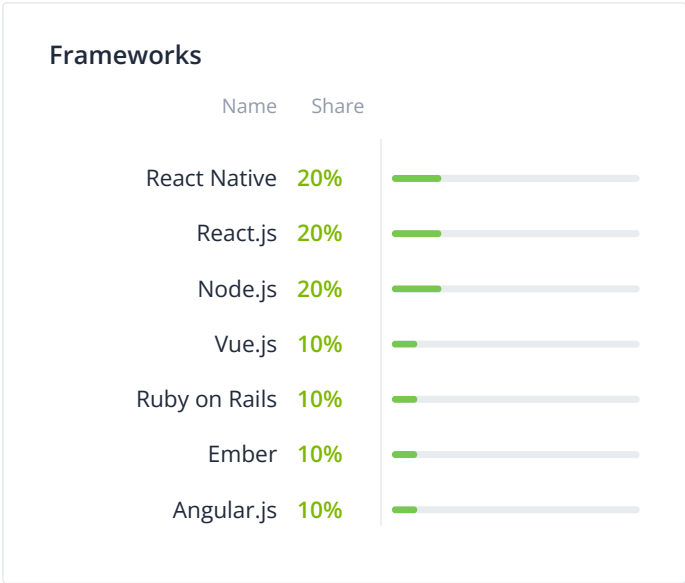 Frameworks
Name Share
React Native 20%
React.js 20%
Node.js 20%
Vue.js 10%
Ruby on Rails 10%
Ember 10%
Angular.js 10%